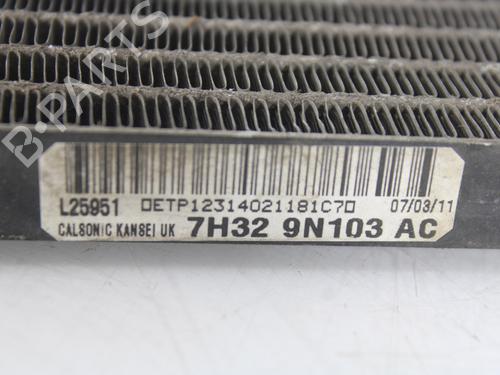 B-PARTS
L25951 0ETP12314021181C70 07/03/11
CALSONIC KANSEI UK 7H32 9N103 AC